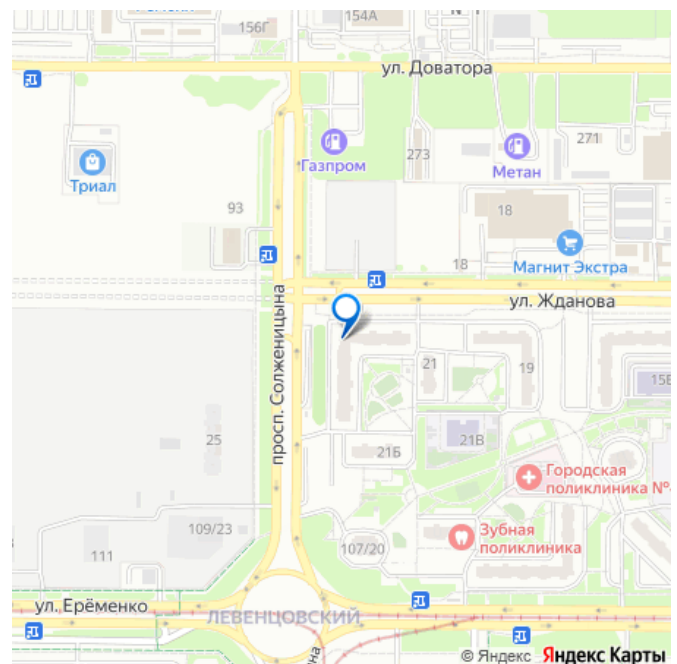 154А
156Г
ул. Доватора
Газпром
273
Метан
271
Триал
93
18
18
Магнит Экстра
ул. Жданова
просп. Солженицына
21
19
25
21Б
21В
Городская
поликлиника №
109/23
111
107/20
Зубная
поликлиника
ул. Ерёменко
ЛЕВЕНЦОВСКИЙ
© Яндекс Яндекс Карты